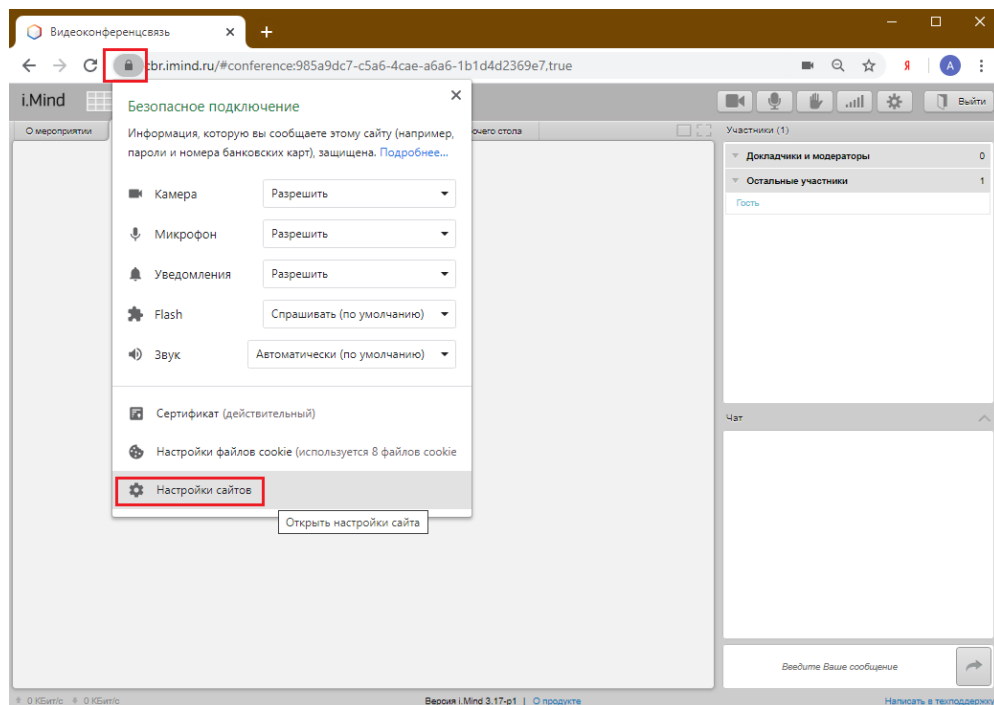 Видеоконференцсвязь
cbr.imind.ru/#conference:985a9dc7-c5a6-4cae-a6a6-1b1d4d2369e7,true
Я
A
i.Mind
Выйти
О мероприятии
очего стола
Участники (1)
Безопасное подключение
Информация, которую вы сообщаете этому сайту (например,
пароли и номера банковских карт), защищена. Подробнее...
Камера Разрешить
Микрофон Разрешить
Уведомления Разрешить
Flash Спрашивать (по умолчанию)
Звук Автоматически (по умолчанию)
Сертификат (действительный)
Настройки файлов cookie (используется 8 файлов cookie
Настройки сайтов
Открыть настройки сайта
Докладчики и модераторы 0
Остальные участники 1
Гость
Чат
Введите Ваше сообщение
0 КБит/с 0 КБит/с
Версия i.Mind 3.17-p1 | О продукте
Написать в техподдержку